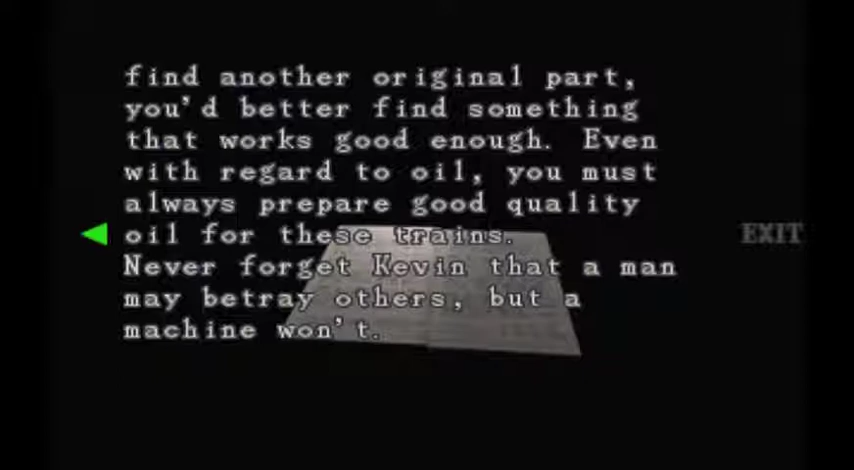 find another original part,
you'd better find something
that works good enough. Even
with regard to oil, you must
always prepare good quality
oil for these trains.
EXIT
Never forget Kevin that a man
may betray others, but a
machine won't.